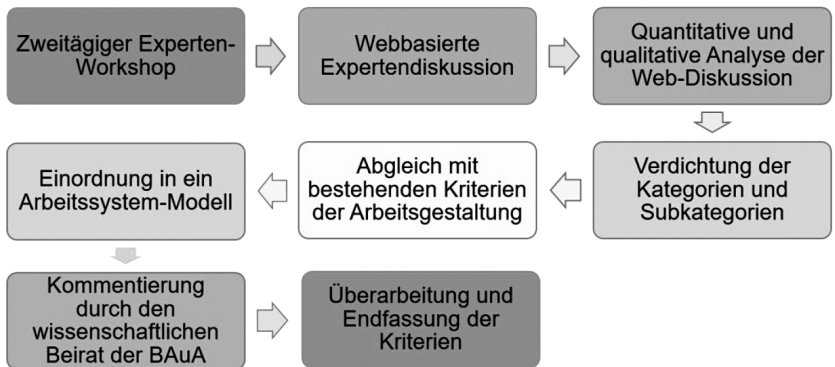 Zweitägiger Experten-
Workshop
Webbasierte
Expertendiskussion
Quantitative und
qualitative Analyse der
Web-Diskussion
Verdichtung der
Kategorien und
Subkategorien
Abgleich mit
bestehenden Kriterien
der Arbeitsgestaltung
Einordnung in ein
Arbeitssystem-Modell
Kommentierung
durch den
wissenschaftlichen
Beirat der BAuA
Überarbeitung und
Endfassung der
Kriterien